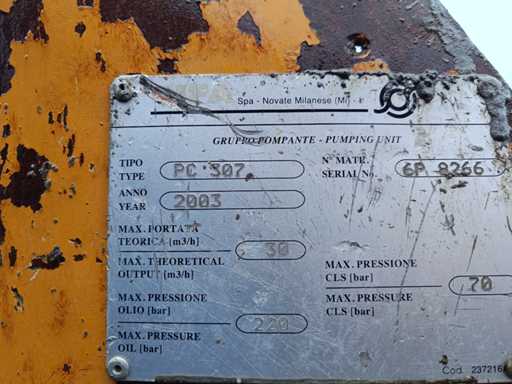 Spa - Novate Milanese (MI) - I
GRUPPO POMPANTE - PUMPING UNIT
TIPO
TYPE PC 307
N° MATR.
SERIAL No. 6P 8266
ANNO
YEAR 2003
MAX. PORTATA
TEORICA [m3/h]
30
MAX. THEORETICAL
OUTPUT [m3/h]
MAX. PRESSIONE
CLS [bar]
70
MAX. PRESSURE
CLS [bar]
MAX. PRESSIONE
OLIO [bar]
220
MAX. PRESSURE
OIL [bar]
Cod. 237216